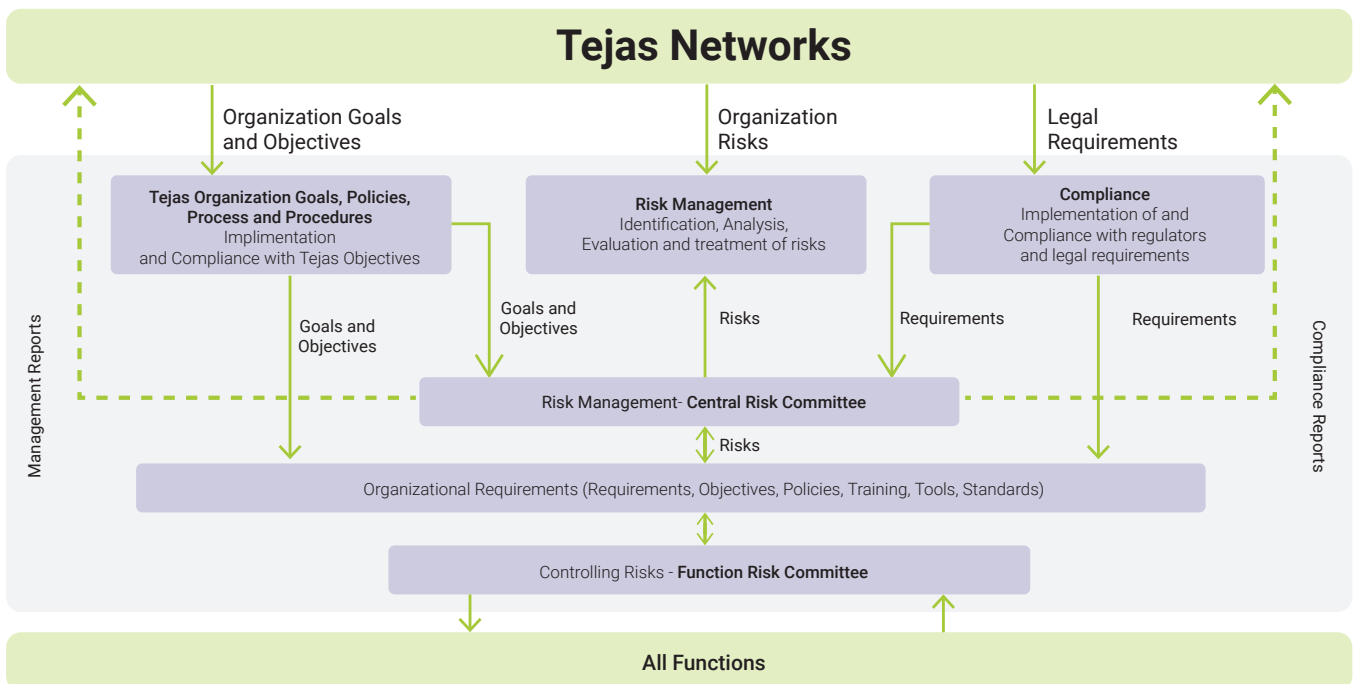 Tejas Networks
Organization Goals
and Objectives
Organization
Risks
Legal
Requirements
Tejas Organization Goals, Policies,
Process and Procedures
Implimentation
and Compliance with Tejas Objectives
Risk Management
Identification, Analysis,
Evaluation and treatment of risks
Compliance
Implementation of and
Compliance with regulators
and legal requirements
Management Reports
Goals and
Objectives
Goals and
Objectives
Risks
Requirements
Requirements
Compliance Reports
Risk Management- Central Risk Committee
Risks
Organizational Requirements (Requirements, Objectives, Policies, Training, Tools, Standards)
Controlling Risks - Function Risk Committee
All Functions